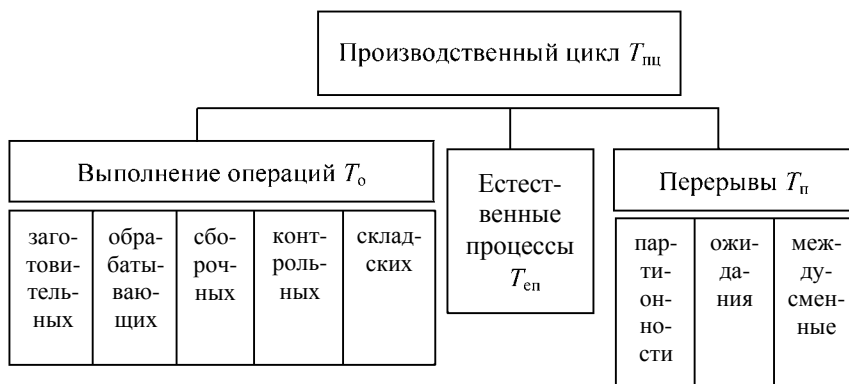 Производственный цикл Tпц
Выполнение операций Tо
заго-
товитель-
тель-
ных
обра-
баты-
ваю-
щих
сбо-
роч-
ных
конт-
роль-
ных
склад-
ских
Естест-
венные
процессы
Tеп
Перерывы Tп
пар-
ти-
он-
но-
сти
ожи-
да-
ния
меж-
ду-
смен-
ные